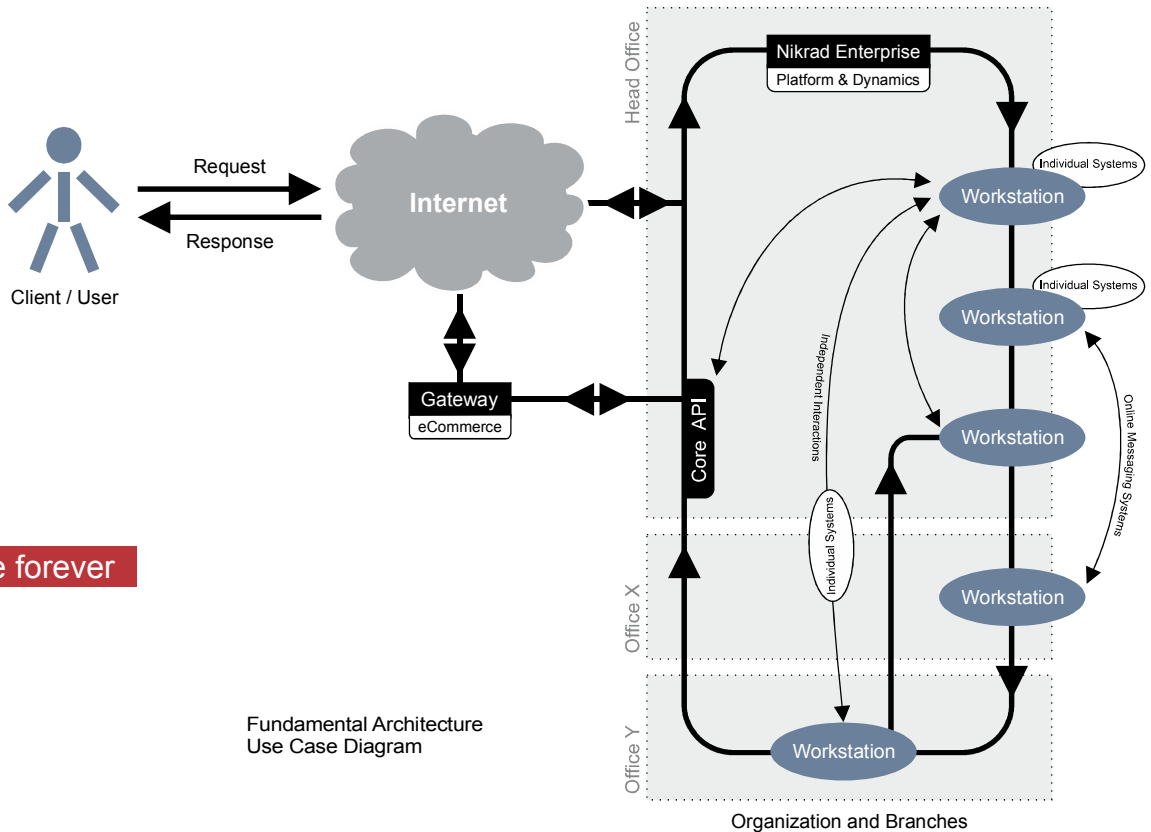 Head Office
Nikrad Enterprise
Platform & Dynamics
Individual Systems
Workstation
Request
Internet
Response
Client / User
Individual Systems
Workstation
Independent Interactions
Gateway
eCommerce
Core API
Workstation
Online Messaging Systems
Individual Systems
e forever
Office X
Workstation
Fundamental Architecture
Use Case Diagram
Office Y
Workstation
Organization and Branches